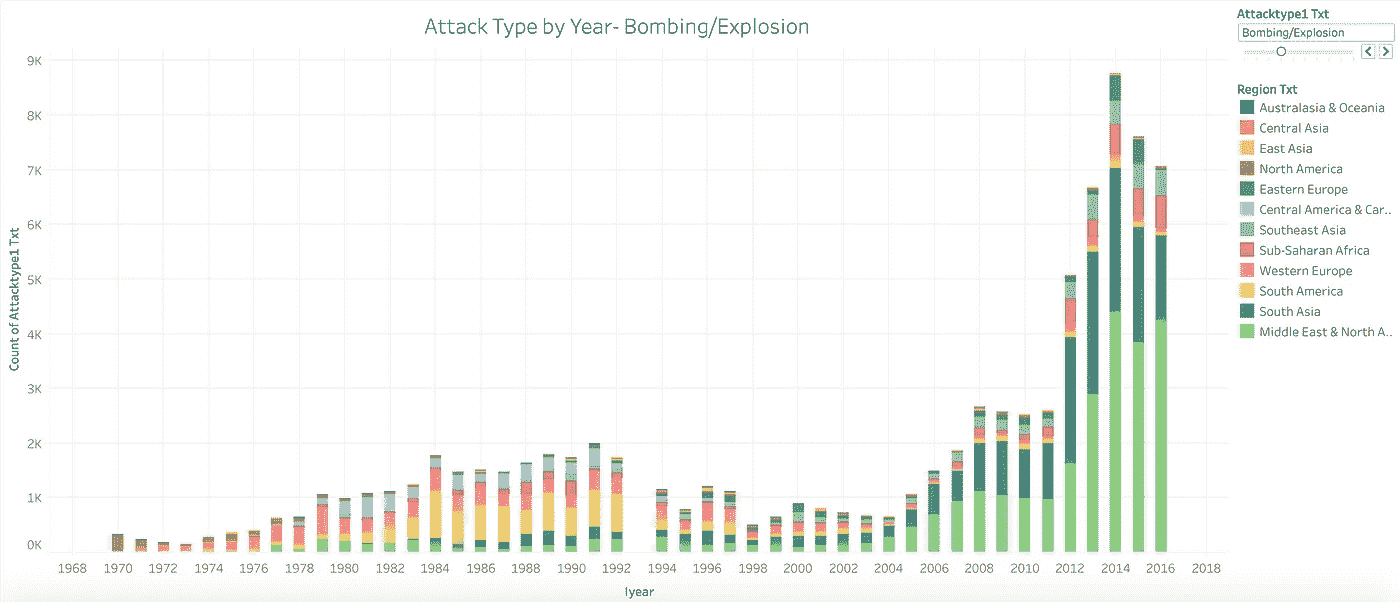 Attack Type by Year- Bombing/Explosion
Attacktype1 Txt
Bombing/Explosion
Region Txt
Australasia & Oceania
Central Asia
East Asia
North America
Eastern Europe
Central America & Car..
Southeast Asia
Sub-Saharan Africa
Western Europe
South America
South Asia
Middle East & North A..
Count of Attacktype1 Txt
9K
8K
7K
6K
5K
4K
3K
2K
1K
0K
1968 1970 1972 1974 1976 1978 1980 1982 1984 1986 1988 1990 1992 1994 1996 1998 2000 2002 2004 2006 2008 2010 2012 2014 2016 2018
Iyear